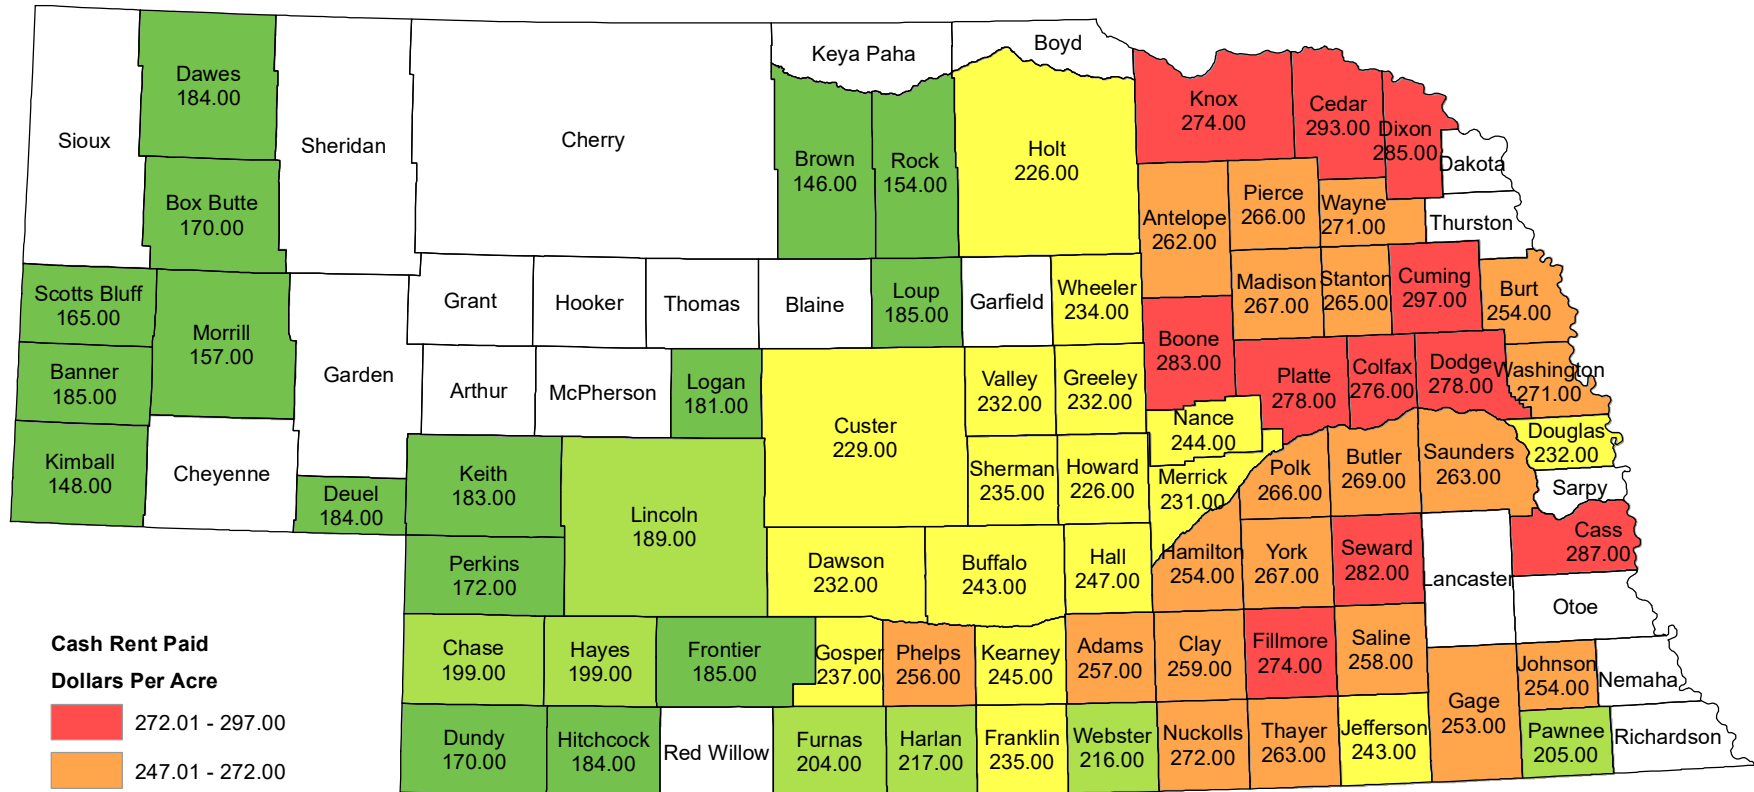 Keya Paha
Boyd
Dawes
184.00
Knox
274.00
Cedar
293.00
Dixon
285.00
Sioux
Sheridan
Cherry
Brown
146.00
Rock
154.00
Holt
226.00
Dakota
Box Butte
170.00
Antelope
262.00
Pierce
266.00
Wayne
271.00
Thurston
Scotts Bluff
165.00
Morrill
157.00
Grant
Hooker
Thomas
Blaine
Loup
185.00
Garfield
Wheeler
234.00
Madison
267.00
Stanton
265.00
Cuming
297.00
Burt
254.00
Banner
185.00
Garden
Arthur
McPherson
Logan
181.00
Custer
229.00
Valley
232.00
Greeley
232.00
Boone
283.00
Platte
278.00
Colfax
276.00
Dodge
278.00
Washington
271.00
Nance
244.00
Douglas
232.00
Kimball
148.00
Cheyenne
Deuel
184.00
Keith
183.00
Lincoln
189.00
Sherman
235.00
Howard
226.00
Merrick
231.00
Polk
266.00
Butler
269.00
Saunders
263.00
Sarpy
Perkins
172.00
Dawson
232.00
Buffalo
243.00
Hall
247.00
Hamilton
254.00
York
267.00
Seward
282.00
Lancaster
Cass
287.00
Otoe
Chase
199.00
Hayes
199.00
Frontier
185.00
Gosper
237.00
Phelps
256.00
Kearney
245.00
Adams
257.00
Clay
259.00
Fillmore
274.00
Saline
258.00
Gage
253.00
Johnson
254.00
Nemaha
Dundy
170.00
Hitchcock
184.00
Red Willow
Furnas
204.00
Harlan
217.00
Franklin
235.00
Webster
216.00
Nuckolls
272.00
Thayer
263.00
Jefferson
243.00
Pawnee
205.00
Richardson
Cash Rent Paid
Dollars Per Acre
272.01 - 297.00
247.01 - 272.00